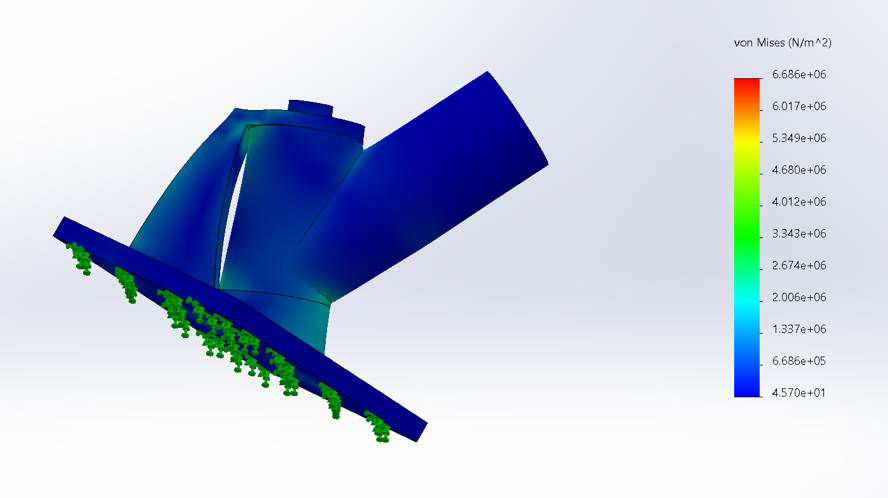 von Mises (N/m^2)
6.686e+06
6.017e+06
5.349e+06
4.680e+06
4.012e+06
3.343e+06
2.674e+06
2.006e+06
1.337e+06
6.686e+05
4.570e+01